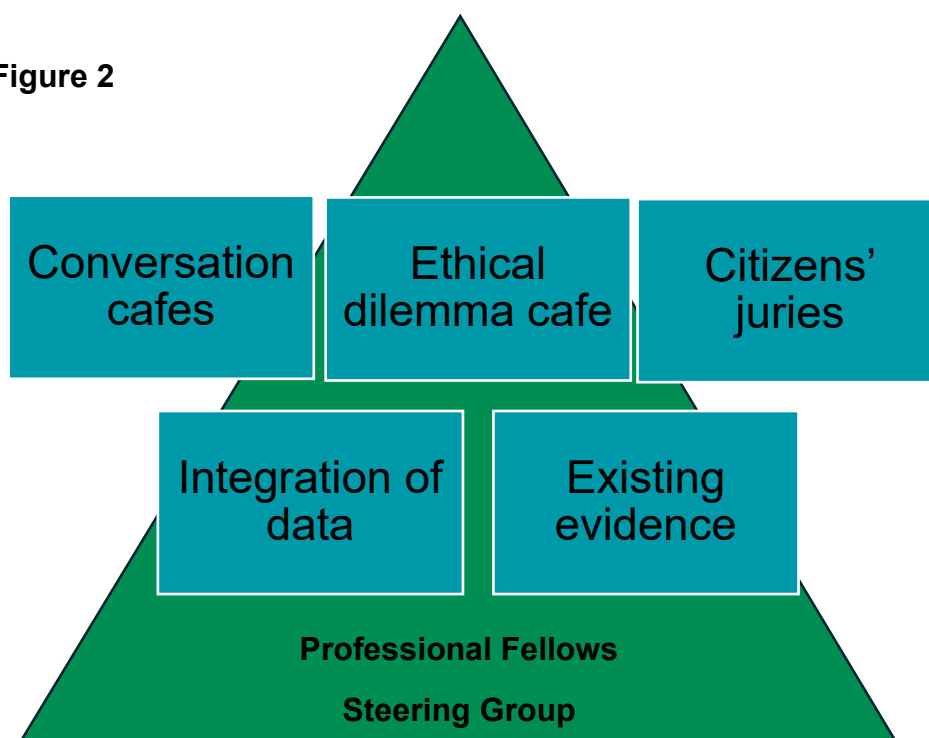 Figure 2
Conversation
cafes
Ethical
dilemma cafe
Citizens’
juries
Integration of
data
Existing
evidence
Professional Fellows
Steering Group